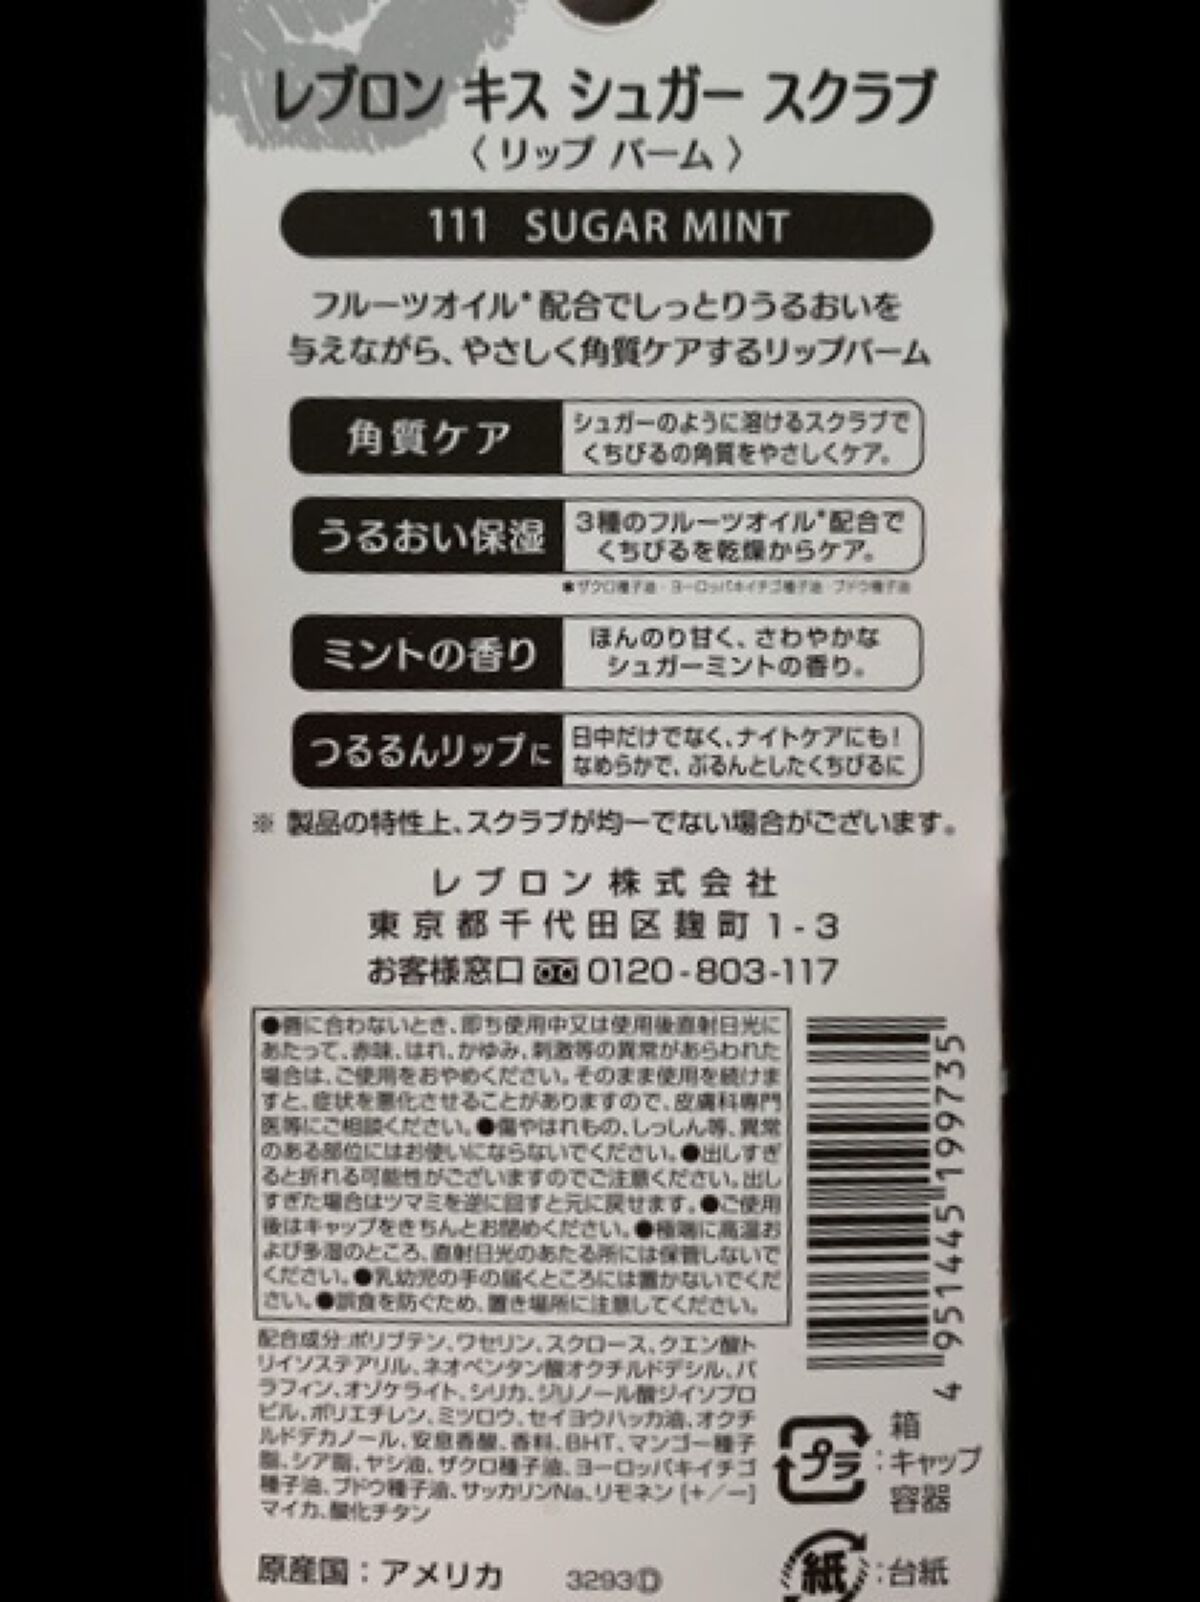 レブロン キス シュガー スクラブ
〈 リップ バーム 〉
111 SUGAR MINT
フルーツオイル*配合でしっとりうるおいを
与えながら、やさしく角質ケアするリップバーム
角質ケア
シュガーのように溶けるスクラブで
くちびるの角質をやさしくケア。
うるおい保湿
3種のフルーツオイル*配合で
くちびるを乾燥からケア。
*ザクロ種子油・ヨーロッパキイチゴ種子油・ブドウ種子油
ミントの香り
ほんのり甘く、さわやかな
シュガーミントの香り。
つるるんリップに
日中だけでなく、ナイトケアにも!
なめらかで、ぷるんとしたくちびるに
※ 製品の特性上、スクラブが均一でない場合がございます。
レブロン株式会社
東京都千代田区麹町1-3
お客様窓口 0120-803-117
●唇に合わないとき、即ち使用中又は使用後直射日光に
あたって、赤味、はれ、かゆみ、刺激等の異常があらわれた
場合は、ご使用をおやめください。そのまま使用を続けま
すと、症状を悪化させることがありますので、皮膚科専門
医等にご相談ください。●傷やはれもの、しっしん等、異常
のある部位にはお使いにならないでください。●出しすぎ
ると折れる可能性がございますのでご注意ください。出し
すぎた場合はツマミを逆に回すと元に戻せます。●ご使用
後はキャップをきちんとお閉めください。●極端に高温お
よび多湿のところ、直射日光のあたる所には保管しないで
ください。●乳幼児の手の届くところには置かないでくだ
さい。●誤食を防ぐため、置き場所に注意してください。
4 951445 199735
配合成分:ポリブテン、ワセリン、スクロース、クエン酸ト
リイソステアリル、ネオペンタン酸オクチルドデシル、パ
ラフィン、オゾケライト、シリカ、ジリノール酸ジイソプロ
ピル、ポリエチレン、ミツロウ、セイヨウハッカ油、オクチ
ルドデカノール、安息香酸、香料、BHT、マンゴー種子
脂、シア脂、ヤシ油、ザクロ種子油、ヨーロッパキイチゴ
種子油、ブドウ種子油、サッカリンNa、リモネン [+/-]
マイカ、酸化チタン
プラ
箱
:キャップ
容器
原産国：アメリカ 3293Ⓓ
紙 :台紙